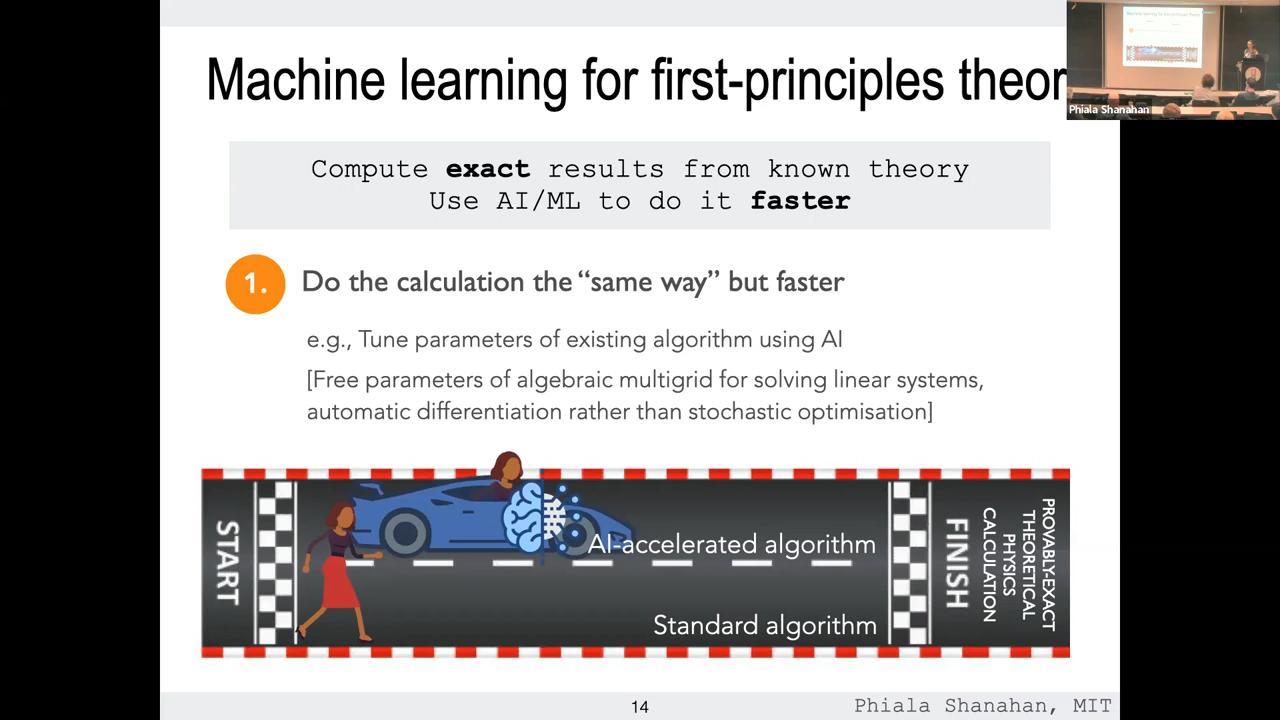 Machine learning for first-principles theor
Phiala Shanahan
Compute exact results from known theory
Use AI/ML to do it faster
1. Do the calculation the “same way” but faster
e.g., Tune parameters of existing algorithm using AI
[Free parameters of algebraic multigrid for solving linear systems,
automatic differentiation rather than stochastic optimisation]
START
AI-accelerated algorithm
Standard algorithm
FINISH
PROVABLY-EXACT
THEORETICAL
PHYSICS
CALCULATION
14
Phiala Shanahan, MIT